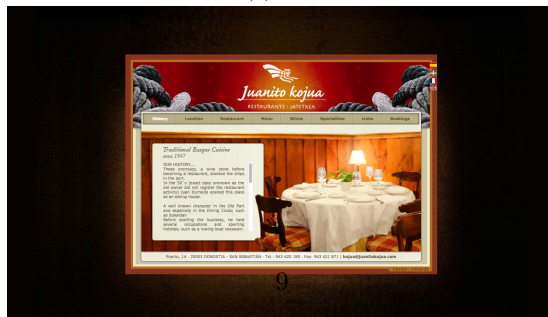 Juanito kojua
RESTAURANTE - JATETXEA
History Location Restaurant Menu Wines Specialities Links Bookings
Traditional Basque Cuisine
since 1947
OUR HISTORY...
These premises, a wine store before
becoming a restaurant, stocked the ships
in the port.
In the 50´s (exact date unknown as the
old owner did not register the restaurant
activity) Juan Iturralde opened this place
as an eating house.
A well known character in the Old Part
and especially in the Dining Clubs, such
as Sukaldari
Before starting the business, he held
several occupations and sporting
hobbies; such as rowing boat coxswain.
Puerto, 14 - 20003 DONOSTIA - SAN SEBASTIÁN - Tel.: 943 420 180 - Fax: 943 421 871 | kojua@juanitokojua.com
9